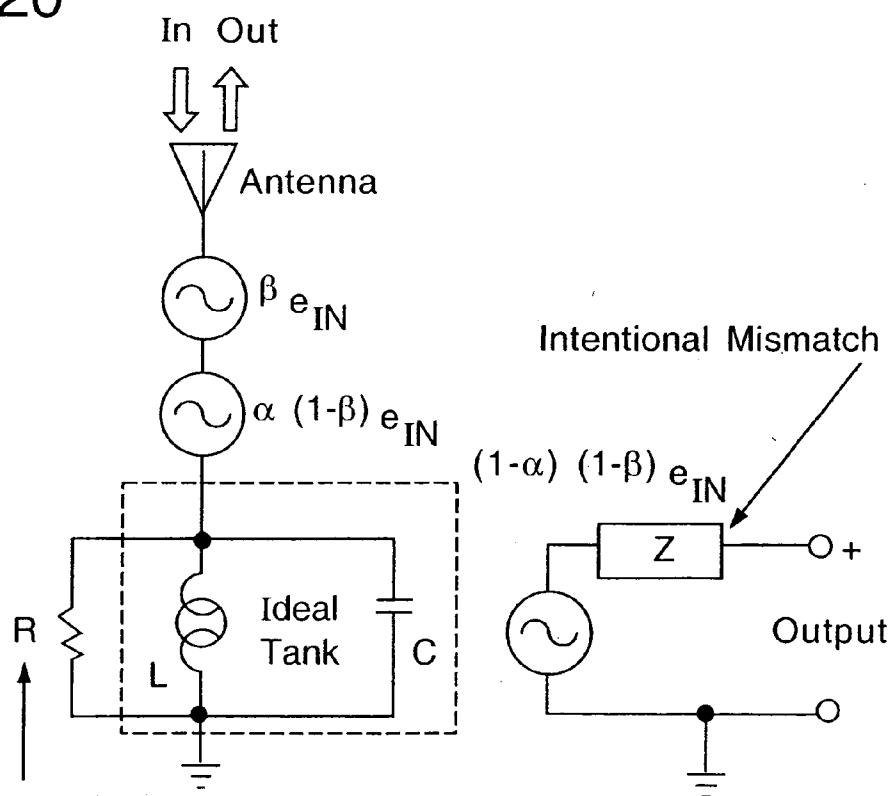 20
In Out
Antenna
β e_IN
Intentional Mismatch
α (1-β) e_IN
(1-α) (1-β) e_IN
Z
+
R
Ideal
Tank
L
C
Output